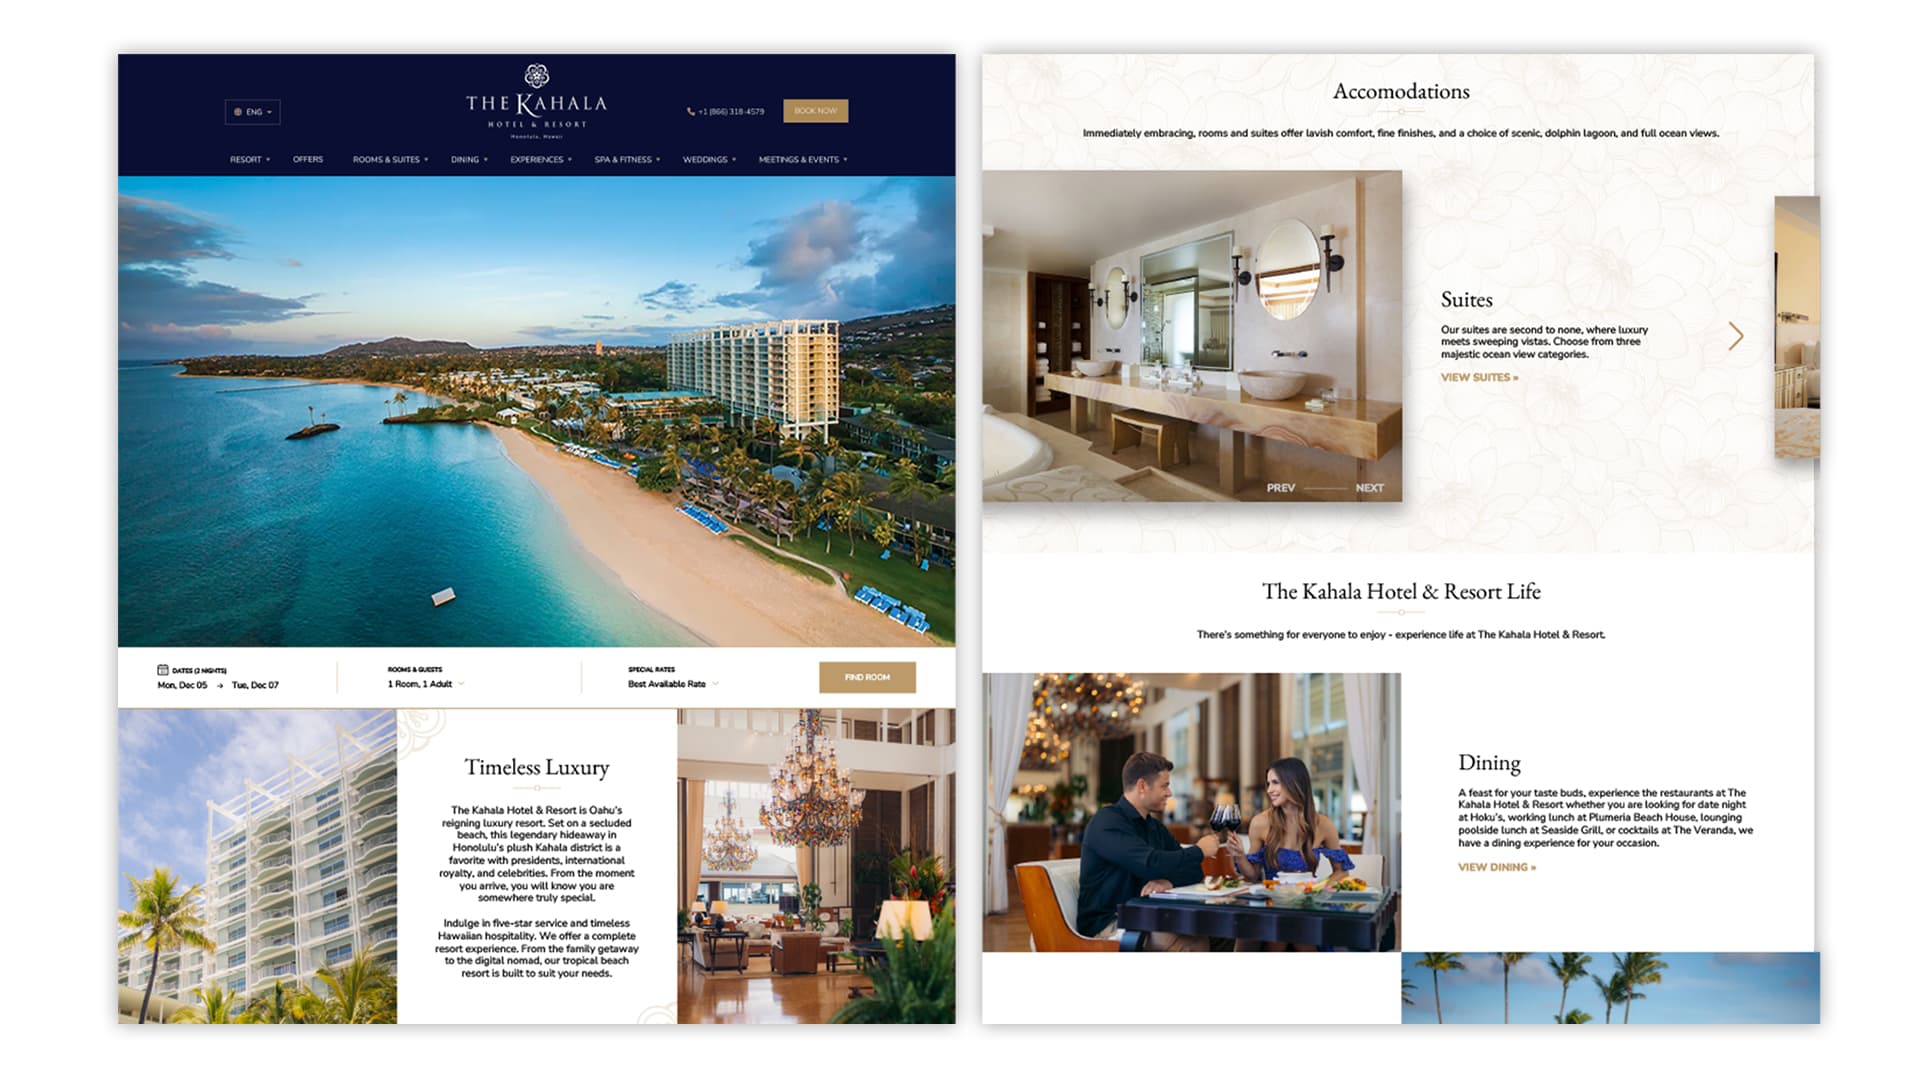 ENG
THE KAHALA
HOTEL & RESORT
Honolulu, Hawaii
+1 (866) 318-4579
BOOK NOW
RESORT
OFFERS
ROOMS & SUITES
DINING
EXPERIENCES
SPA & FITNESS
WEDDINGS
MEETINGS & EVENTS
DATES (2 NIGHTS)
Mon, Dec 05 → Tue, Dec 07
ROOMS & GUESTS
1 Room, 1 Adult
SPECIAL RATES
Best Available Rate
FIND ROOM
Timeless Luxury
The Kahala Hotel & Resort is Oahu's
reigning luxury resort. Set on a secluded
beach, this legendary hideaway in
Honolulu's plush Kahala district is a
favorite with presidents, international
royalty, and celebrities. From the moment
you arrive, you will know you are
somewhere truly special.
Indulge in five-star service and timeless
Hawaiian hospitality. We offer a complete
resort experience. From the family getaway
to the digital nomad, our tropical beach
resort is built to suit your needs.
Accomodations
Immediately embracing, rooms and suites offer lavish comfort, fine finishes, and a choice of scenic, dolphin lagoon, and full ocean views.
Suites
Our suites are second to none, where luxury
meets sweeping vistas. Choose from three
majestic ocean view categories.
VIEW SUITES »
PREV
NEXT
The Kahala Hotel & Resort Life
There's something for everyone to enjoy - experience life at The Kahala Hotel & Resort.
Dining
A feast for your taste buds, experience the restaurants at The
Kahala Hotel & Resort whether you are looking for date night
at Hoku's, working lunch at Plumeria Beach House, lounging
poolside lunch at Seaside Grill, or cocktails at The Veranda, we
have a dining experience for your occasion.
VIEW DINING »